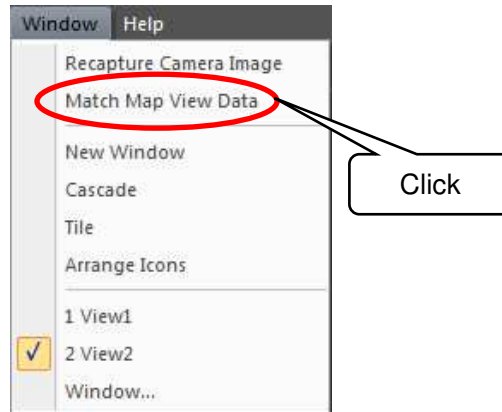 Window Help
Recapture Camera Image
Match Map View Data
Click
New Window
Cascade
Tile
Arrange Icons
1 View1
2 View2
Window...